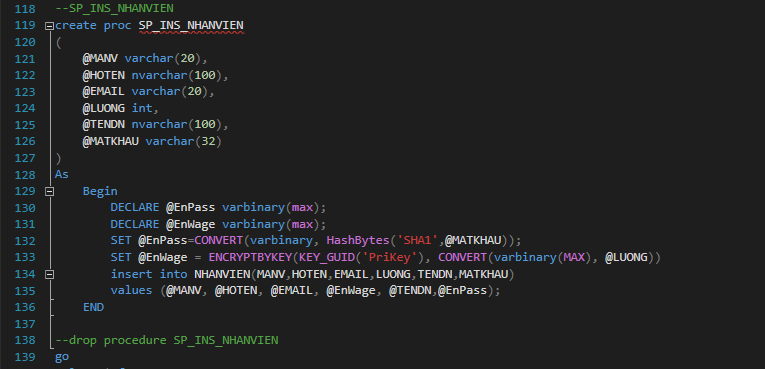 118 --SP_INS_NHANVIEN
119 create proc SP_INS_NHANVIEN
120 (
121     @MANV varchar(20),
122     @HOTEN nvarchar(100),
123     @EMAIL varchar(20),
124     @LUONG int,
125     @TENDN nvarchar(100),
126     @MATKHAU varchar(32)
127 )
128 As
129     Begin
130         DECLARE @EnPass varbinary(max);
131         DECLARE @EnWage varbinary(max);
132         SET @EnPass=CONVERT(varbinary, HashBytes('SHA1',@MATKHAU));
133         SET @EnWage = ENCRYPTBYKEY(KEY_GUID('PriKey'), CONVERT(varbinary(MAX), @LUONG))
134         insert into NHANVIEN(MANV,HOTEN,EMAIL,LUONG,TENDN,MATKHAU)
135         values (@MANV, @HOTEN, @EMAIL, @EnWage, @TENDN,@EnPass);
136     END
137
138 --drop procedure SP_INS_NHANVIEN
139 go